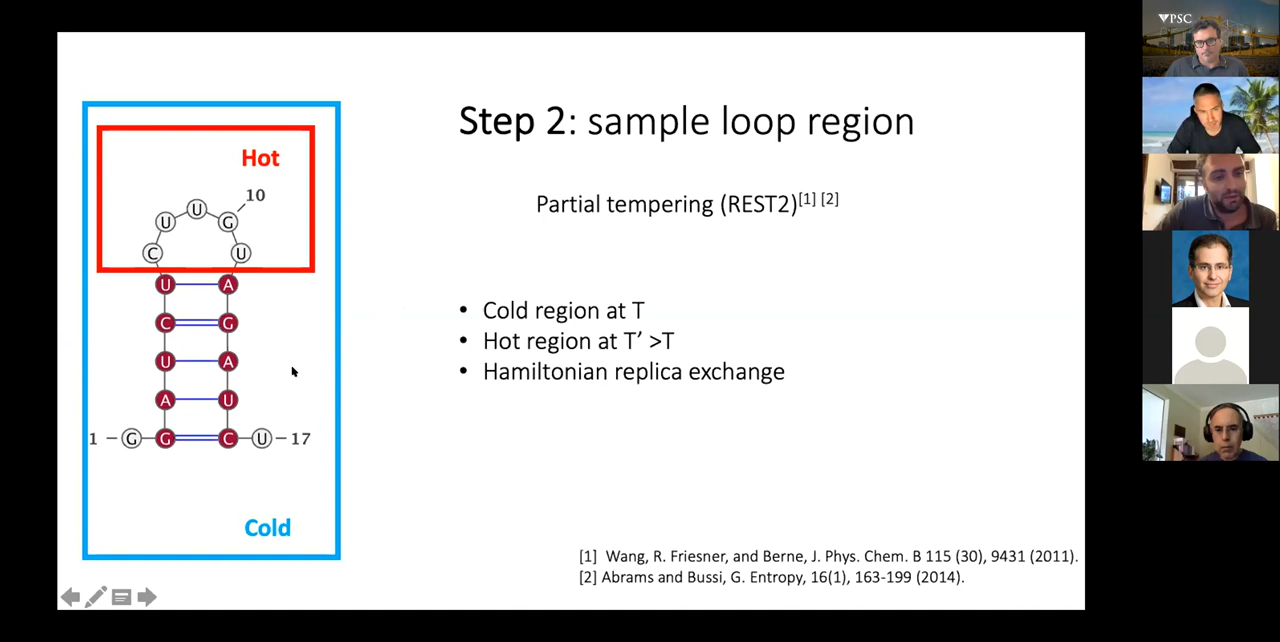 PSC
Step 2: sample loop region
Hot
10
U
U
G
C
U
Partial tempering (REST2)[1] [2]
U A
C G
U A
A U
1 – G G C U – 17
• Cold region at T
• Hot region at T’ >T
• Hamiltonian replica exchange
Cold
[1] Wang, R. Friesner, and Berne, J. Phys. Chem. B 115 (30), 9431 (2011).
[2] Abrams and Bussi, G. Entropy, 16(1), 163-199 (2014).